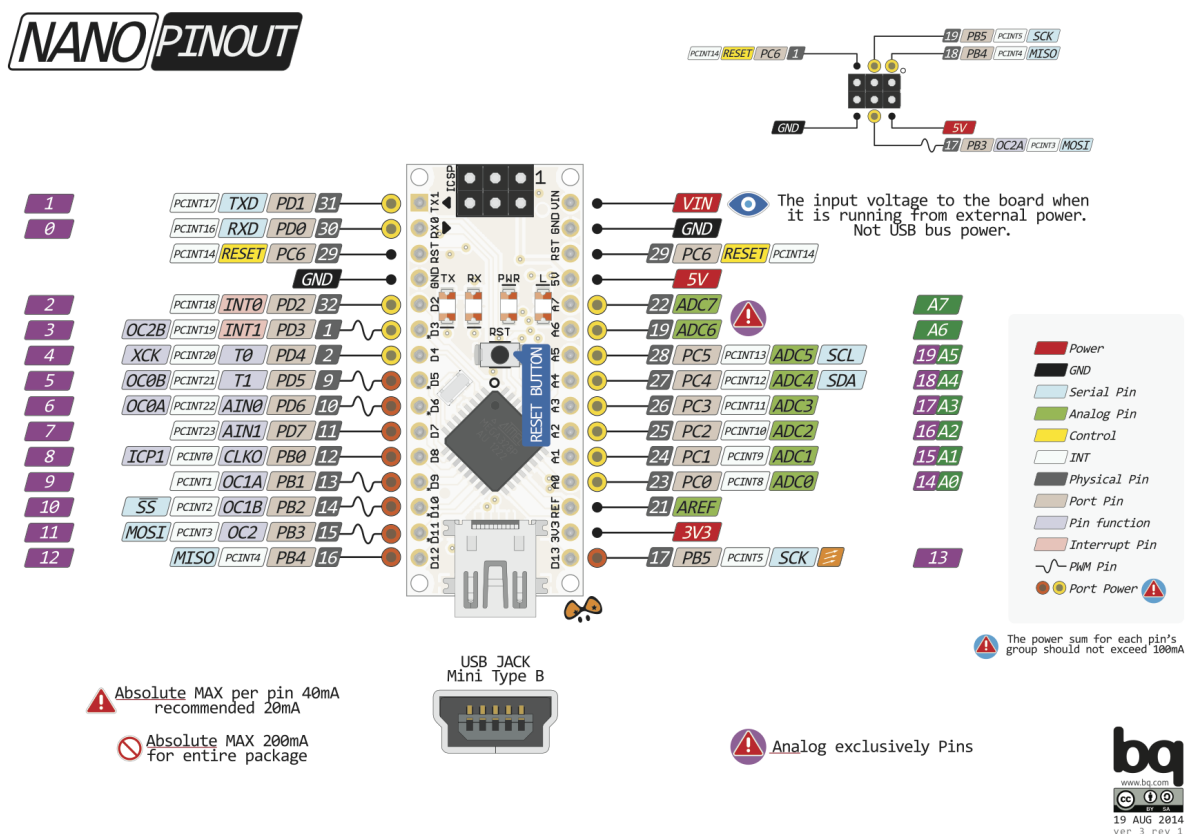 NANO PINOUT
19 PB5 PCINT5 SCK
PCINT14 RESET PC6 1
18 PB4 PCINT4 MISO
GND
5V
17 PB3 OC2A PCINT3 MOSI
1 PCINT17 TXD PD1 31
0 PCINT16 RXD PD0 30
PCINT14 RESET PC6 29
GND
2 PCINT18 INT0 PD2 32
3 OC2B PCINT19 INT1 PD3 1
4 XCK PCINT20 T0 PD4 2
5 OC0B PCINT21 T1 PD5 9
6 OC0A PCINT22 AIN0 PD6 10
7 PCINT23 AIN1 PD7 11
8 ICP1 PCINT0 CLKO PB0 12
9 PCINT1 OC1A PB1 13
10 SS PCINT2 OC1B PB2 14
11 MOSI PCINT3 OC2 PB3 15
12 MISO PCINT4 PB4 16
ICSP
1
TX1
RX0
RST
GND
D2
D3
D4
D5
D6
D7
D8
D9
D10
D11
D12
TX RX PWR L
RST
RESET BUTTON
VIN
GND
RST
5V
A7
A6
A5
A4
A3
A2
A1
A0
REF
3V3
D13
VIN
The input voltage to the board when
it is running from external power.
Not USB bus power.
GND
29 PC6 RESET PCINT14
5V
22 ADC7 A7
19 ADC6 A6
28 PC5 PCINT13 ADC5 SCL 19 A5
27 PC4 PCINT12 ADC4 SDA 18 A4
26 PC3 PCINT11 ADC3 17 A3
25 PC2 PCINT10 ADC2 16 A2
24 PC1 PCINT9 ADC1 15 A1
23 PC0 PCINT8 ADC0 14 A0
21 AREF
3V3
17 PB5 PCINT5 SCK 13
Power
GND
Serial Pin
Analog Pin
Control
INT
Physical Pin
Port Pin
Pin function
Interrupt Pin
PWM Pin
Port Power
The power sum for each pin's
group should not exceed 100mA
USB JACK
Mini Type B
Absolute MAX per pin 40mA
recommended 20mA
Absolute MAX 200mA
for entire package
Analog exclusively Pins
bq
www.bq.com
cc BY SA
19 AUG 2014
ver 3 rev 1